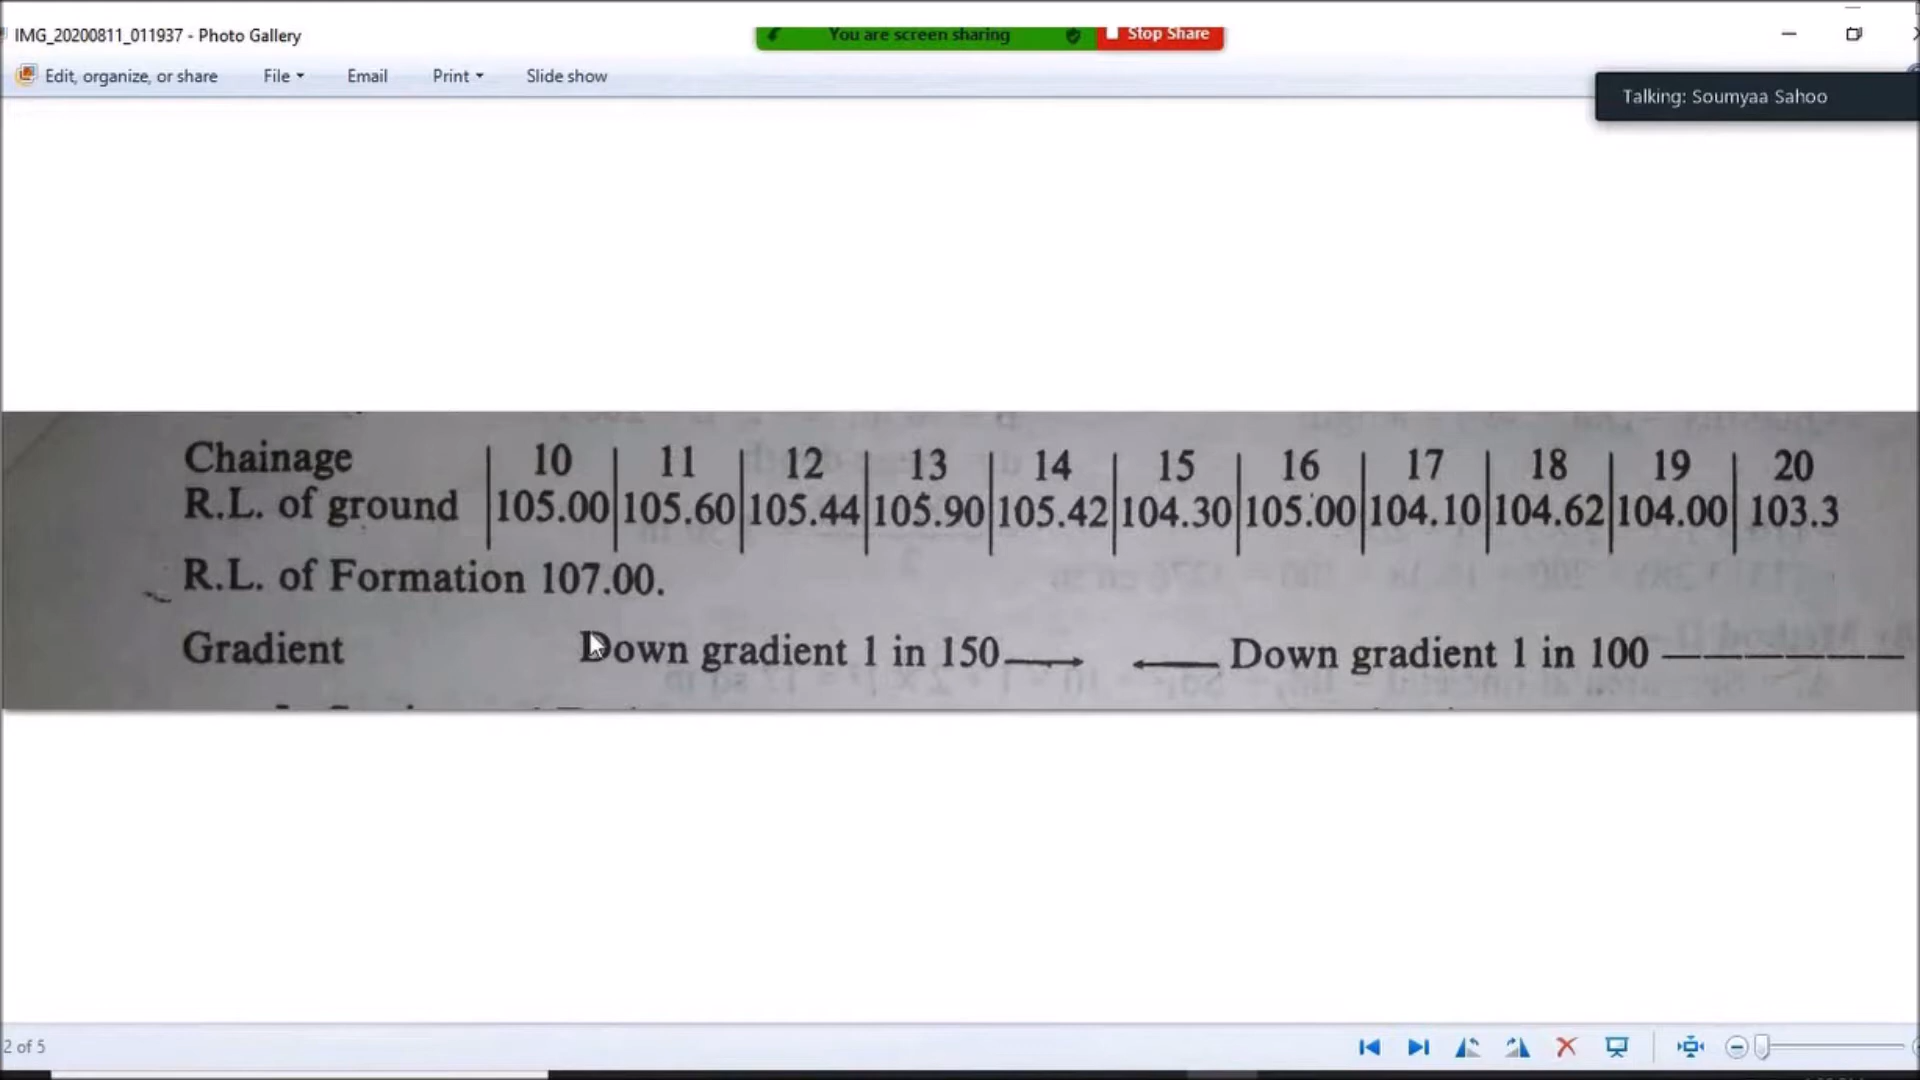 IMG_20200811_011937 - Photo Gallery
You are screen sharing
Stop Share
Edit, organize, or share File Email Print Slide show
Talking: Soumyaa Sahoo
Chainage 10 11 12 13 14 15 16 17 18 19 20
R.L. of ground 105.00 105.60 105.44 105.90 105.42 104.30 105.00 104.10 104.62 104.00 103.3
R.L. of Formation 107.00.
Gradient Down gradient 1 in 150 Down gradient 1 in 100
2 of 5